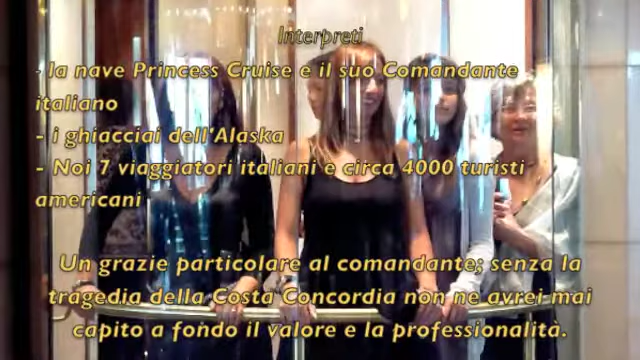 Interpreti
- la nave Princess Cruise e il suo Comandante
italiano
- i ghiacciai dell'Alaska
- Noi 7 viaggiatori italiani e circa 4000 turisti
americani
Un grazie particolare al comandante; senza la
tragedia della Costa Concordia non ne avrei mai
capito a fondo il valore e la professionalità.